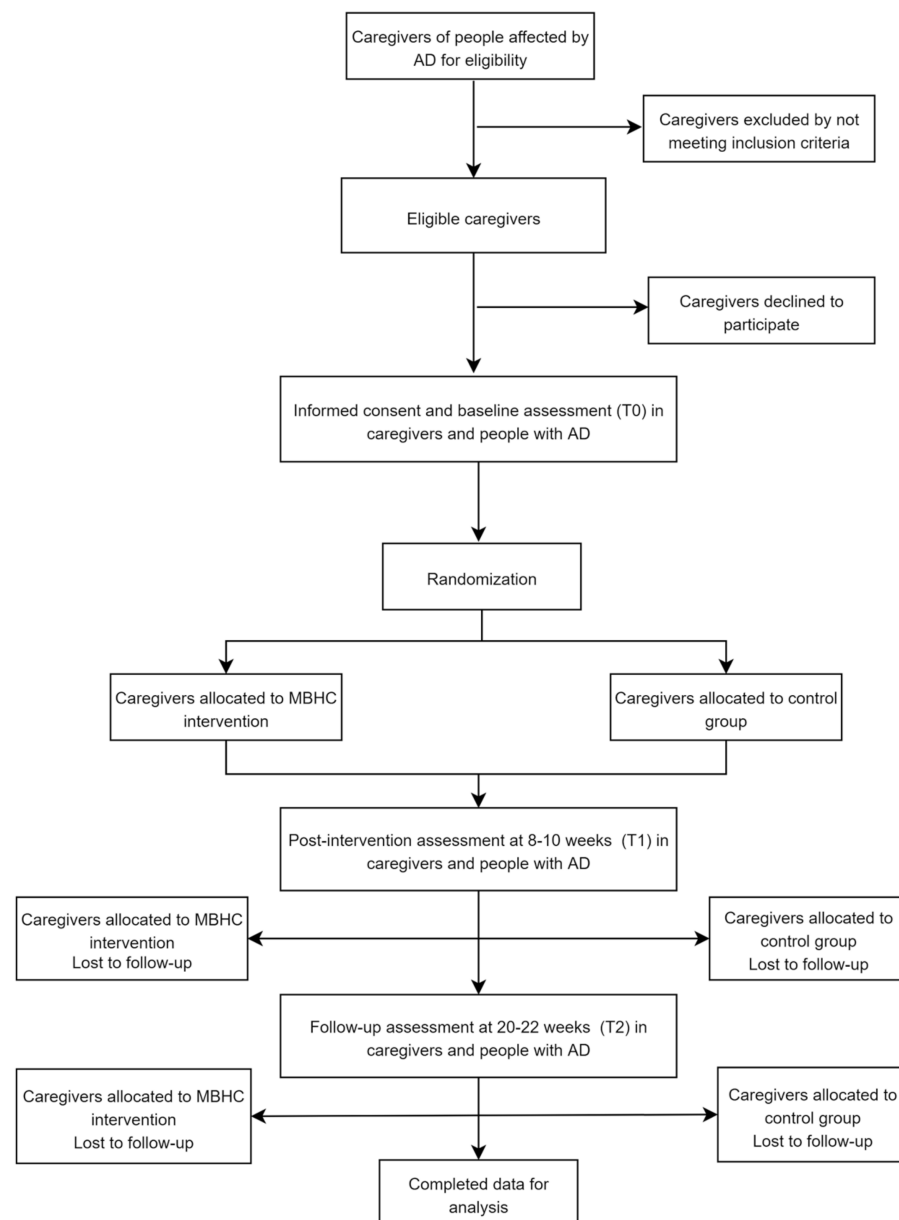 Caregivers of people affected by
AD for eligibility
Caregivers excluded by not
meeting inclusion criteria
Eligible caregivers
Caregivers declined to
participate
Informed consent and baseline assessment (T0) in
caregivers and people with AD
Randomization
Caregivers allocated to MBHC
intervention
Caregivers allocated to control
group
Post-intervention assessment at 8-10 weeks (T1) in
caregivers and people with AD
Caregivers allocated to MBHC
intervention
Lost to follow-up
Caregivers allocated to
control group
Lost to follow-up
Follow-up assessment at 20-22 weeks (T2) in
caregivers and people with AD
Caregivers allocated to MBHC
intervention
Lost to follow-up
Caregivers allocated to
control group
Lost to follow-up
Completed data for
analysis